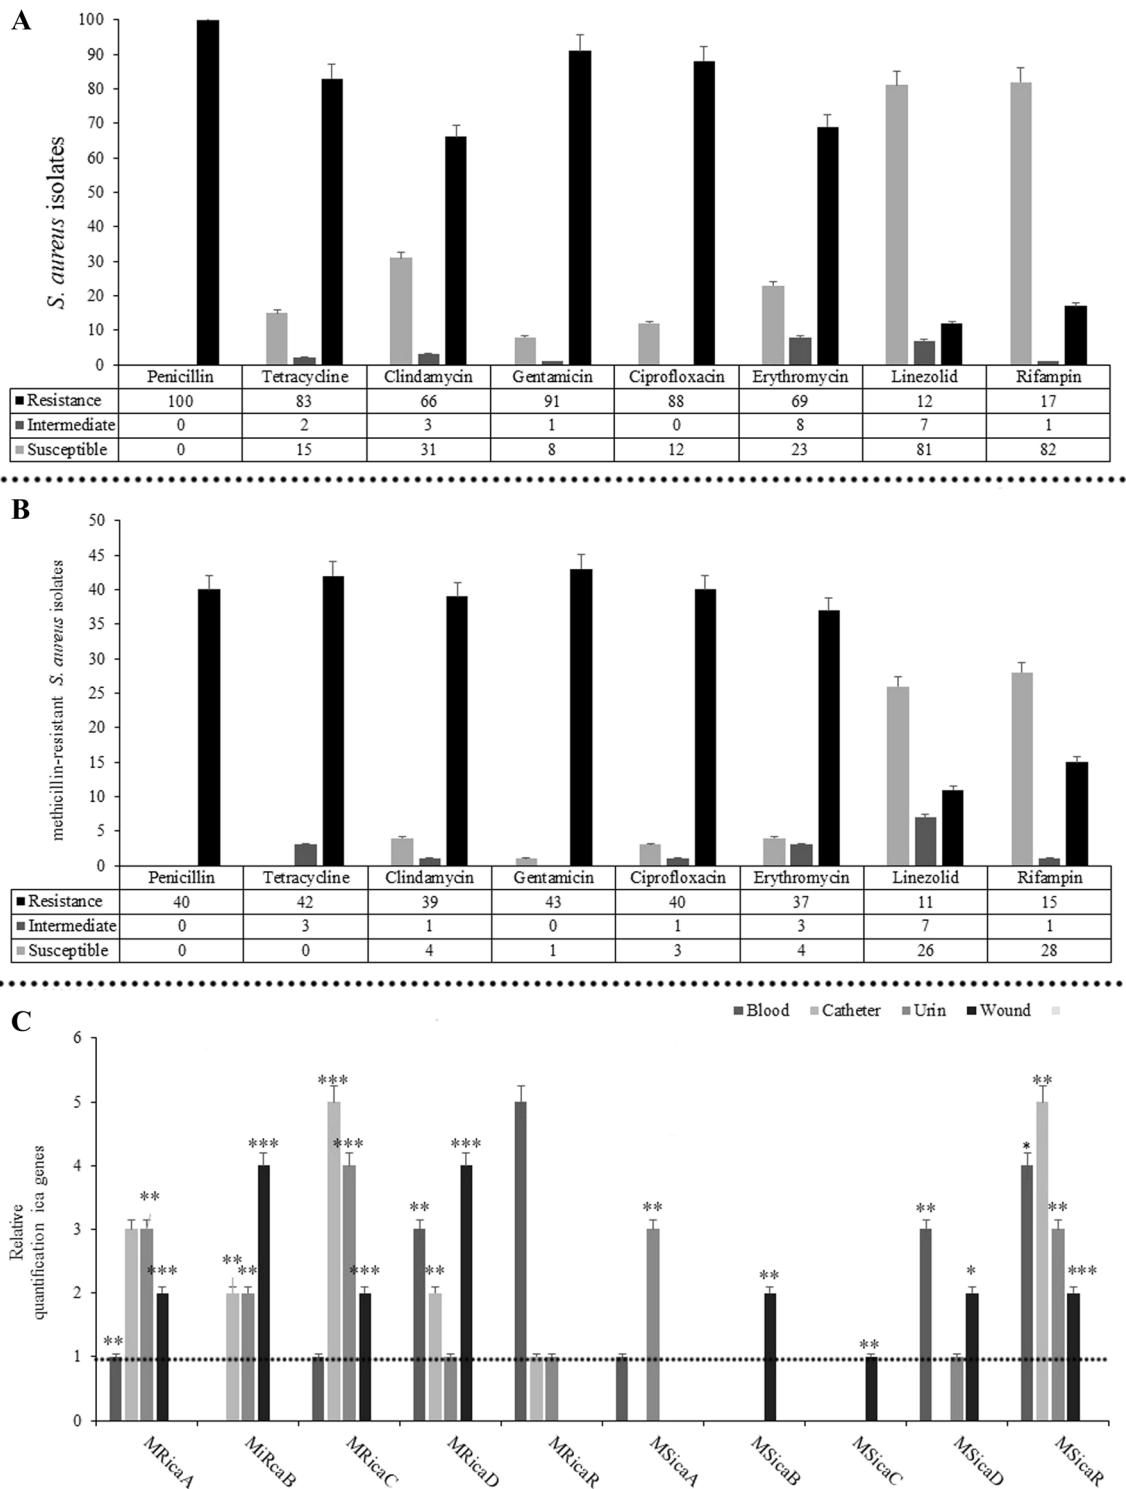 A
100
90
80
70
60
50
40
30
20
10
0
S. aureus isolates
Penicillin Tetracycline Clindamycin Gentamicin Ciprofloxacin Erythromycin Linezolid Rifampin
Resistance 100 83 66 91 88 69 12 17
Intermediate 0 2 3 1 0 8 7 1
Susceptible 0 15 31 8 12 23 81 82
B
50
45
40
35
30
25
20
15
10
5
0
methicillin-resistant S. aureus isolates
Penicillin Tetracycline Clindamycin Gentamicin Ciprofloxacin Erythromycin Linezolid Rifampin
Resistance 40 42 39 43 40 37 11 15
Intermediate 0 3 1 0 1 3 7 1
Susceptible 0 0 4 1 3 4 26 28
C
Blood Catheter Urin Wound
6
5
4
3
2
1
0
Relative
quantification ica genes
** ** ***
** ** ***
*** *** ***
** ** ***
**
**
**
** *
* ** ** ***
MRicaA MiRcaB MRicaC MRicaD MRicaR MSicaA MSicaB MSicaC MSicaD MSicaR